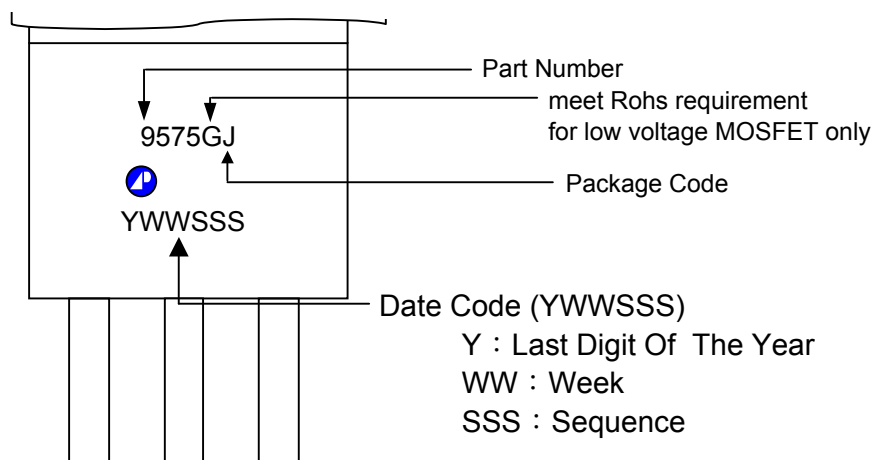 Part Number
meet Rohs requirement
for low voltage MOSFET only
9575GJ
Package Code
YWWSSS
Date Code (YWWSSS)
Y：Last Digit Of The Year
WW：Week
SSS：Sequence